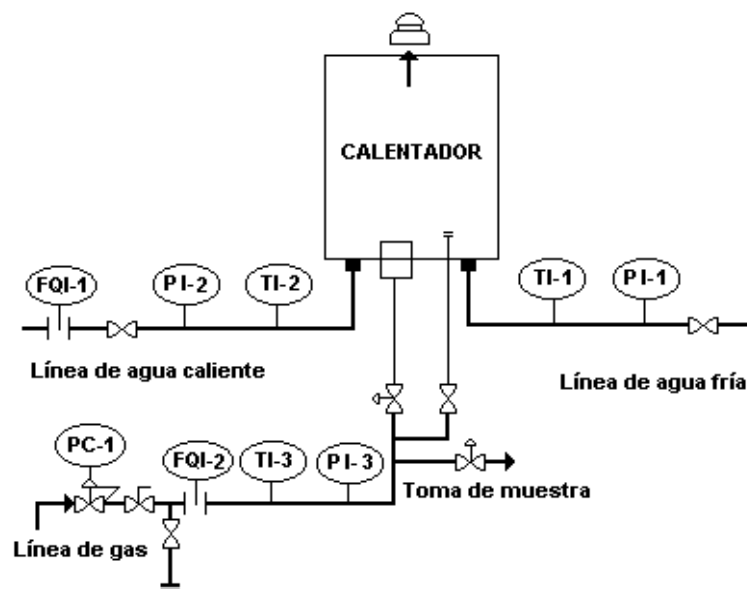 CALENTADOR
FQI-1
PI-2
TI-2
TI-1
PI-1
Línea de agua caliente
Línea de agua fría
PC-1
FQI-2
TI-3
PI-3
Toma de muestra
Línea de gas